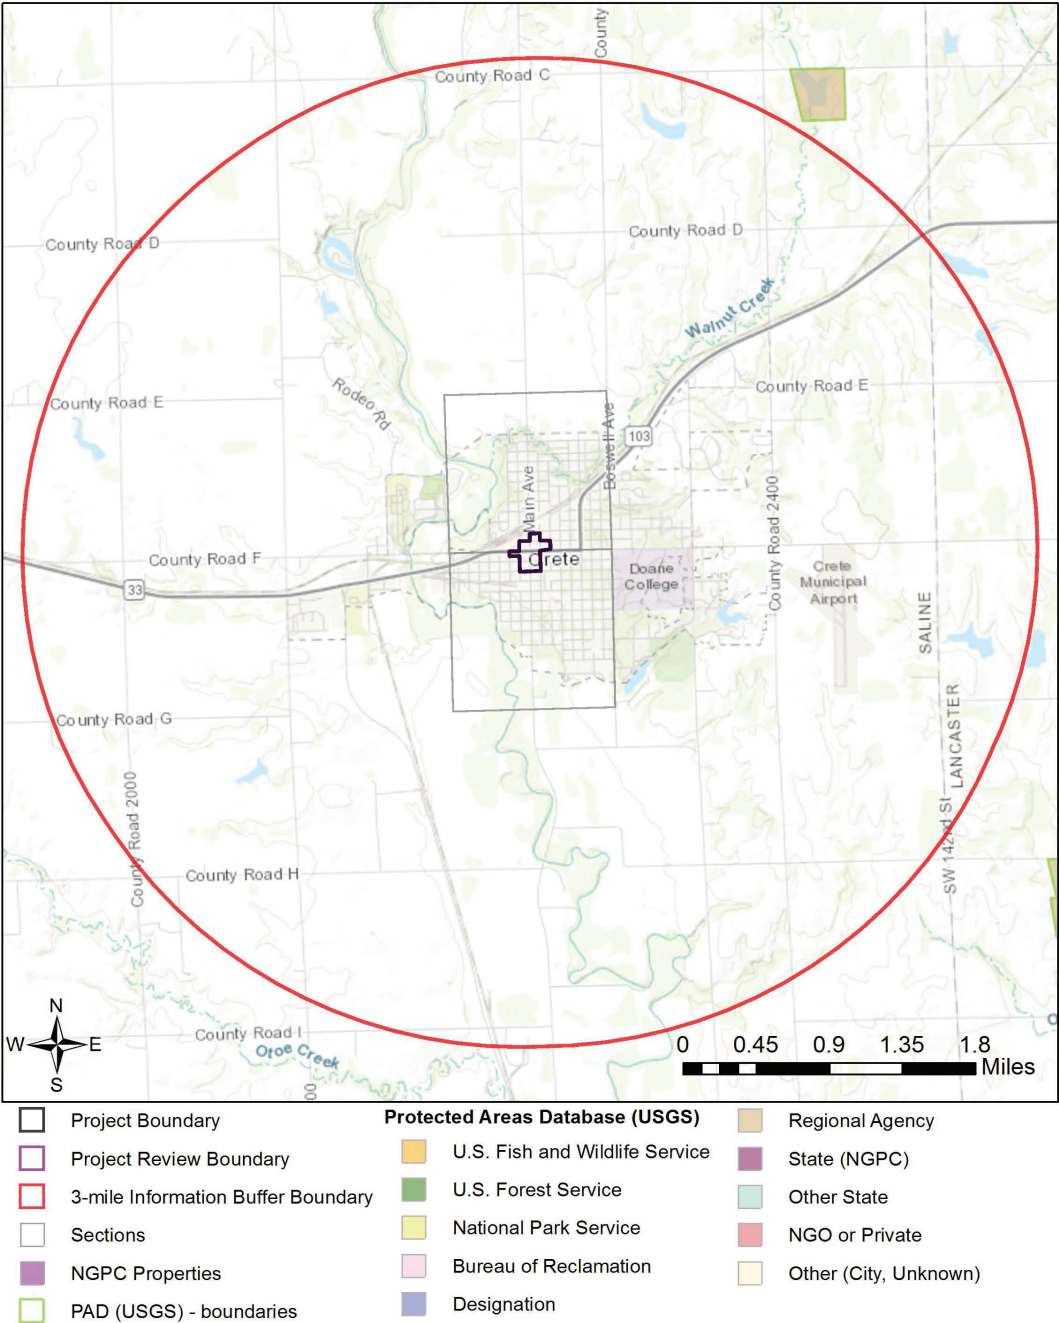 County
County Road C
County Road D
County Road D
Walnut Creek
County Road E
County Road E
Rodeo Rd
Boswell Ave
103
Main Ave
County Road 2400
County Road F
Crete
Doane
College
Crete
Municipal
Airport
33
SALINE
LANCASTER
County Road G
County Road 2000
SW 142nd St
County Road H
County Road I
Otoe Creek
00
O
N
W
E
S
0
0.45
0.9
1.35
1.8
Miles
Project Boundary
Project Review Boundary
3-mile Information Buffer Boundary
Sections
NGPC Properties
PAD (USGS) - boundaries
Protected Areas Database (USGS)
U.S. Fish and Wildlife Service
U.S. Forest Service
National Park Service
Bureau of Reclamation
Designation
Regional Agency
State (NGPC)
Other State
NGO or Private
Other (City, Unknown)